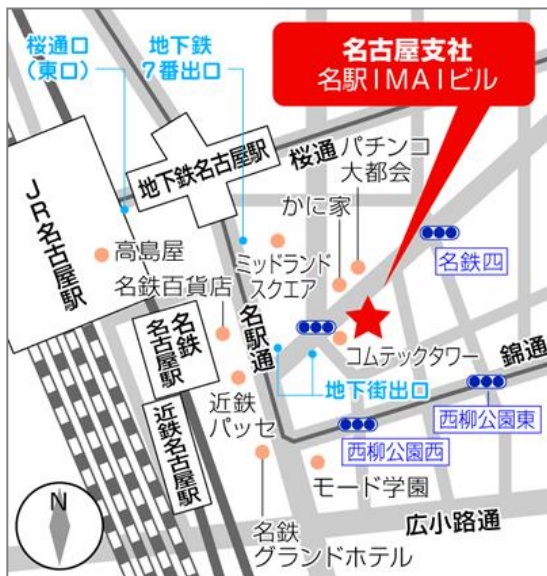 桜通口
(東口)
地下鉄
7番出口
名古屋支社
名駅IMAIビル
地下鉄名古屋駅
桜通
パチンコ
大都会
かに家
JR名古屋駅
高島屋
ミッドランド
スクエア
名鉄四
名鉄百貨店
名鉄
名古屋駅
名駅通
コムテックタワー
錦通
地下街出口
近鉄
パッセ
近鉄名古屋駅
西柳公園東
西柳公園西
モード学園
名鉄
グランドホテル
広小路通
N